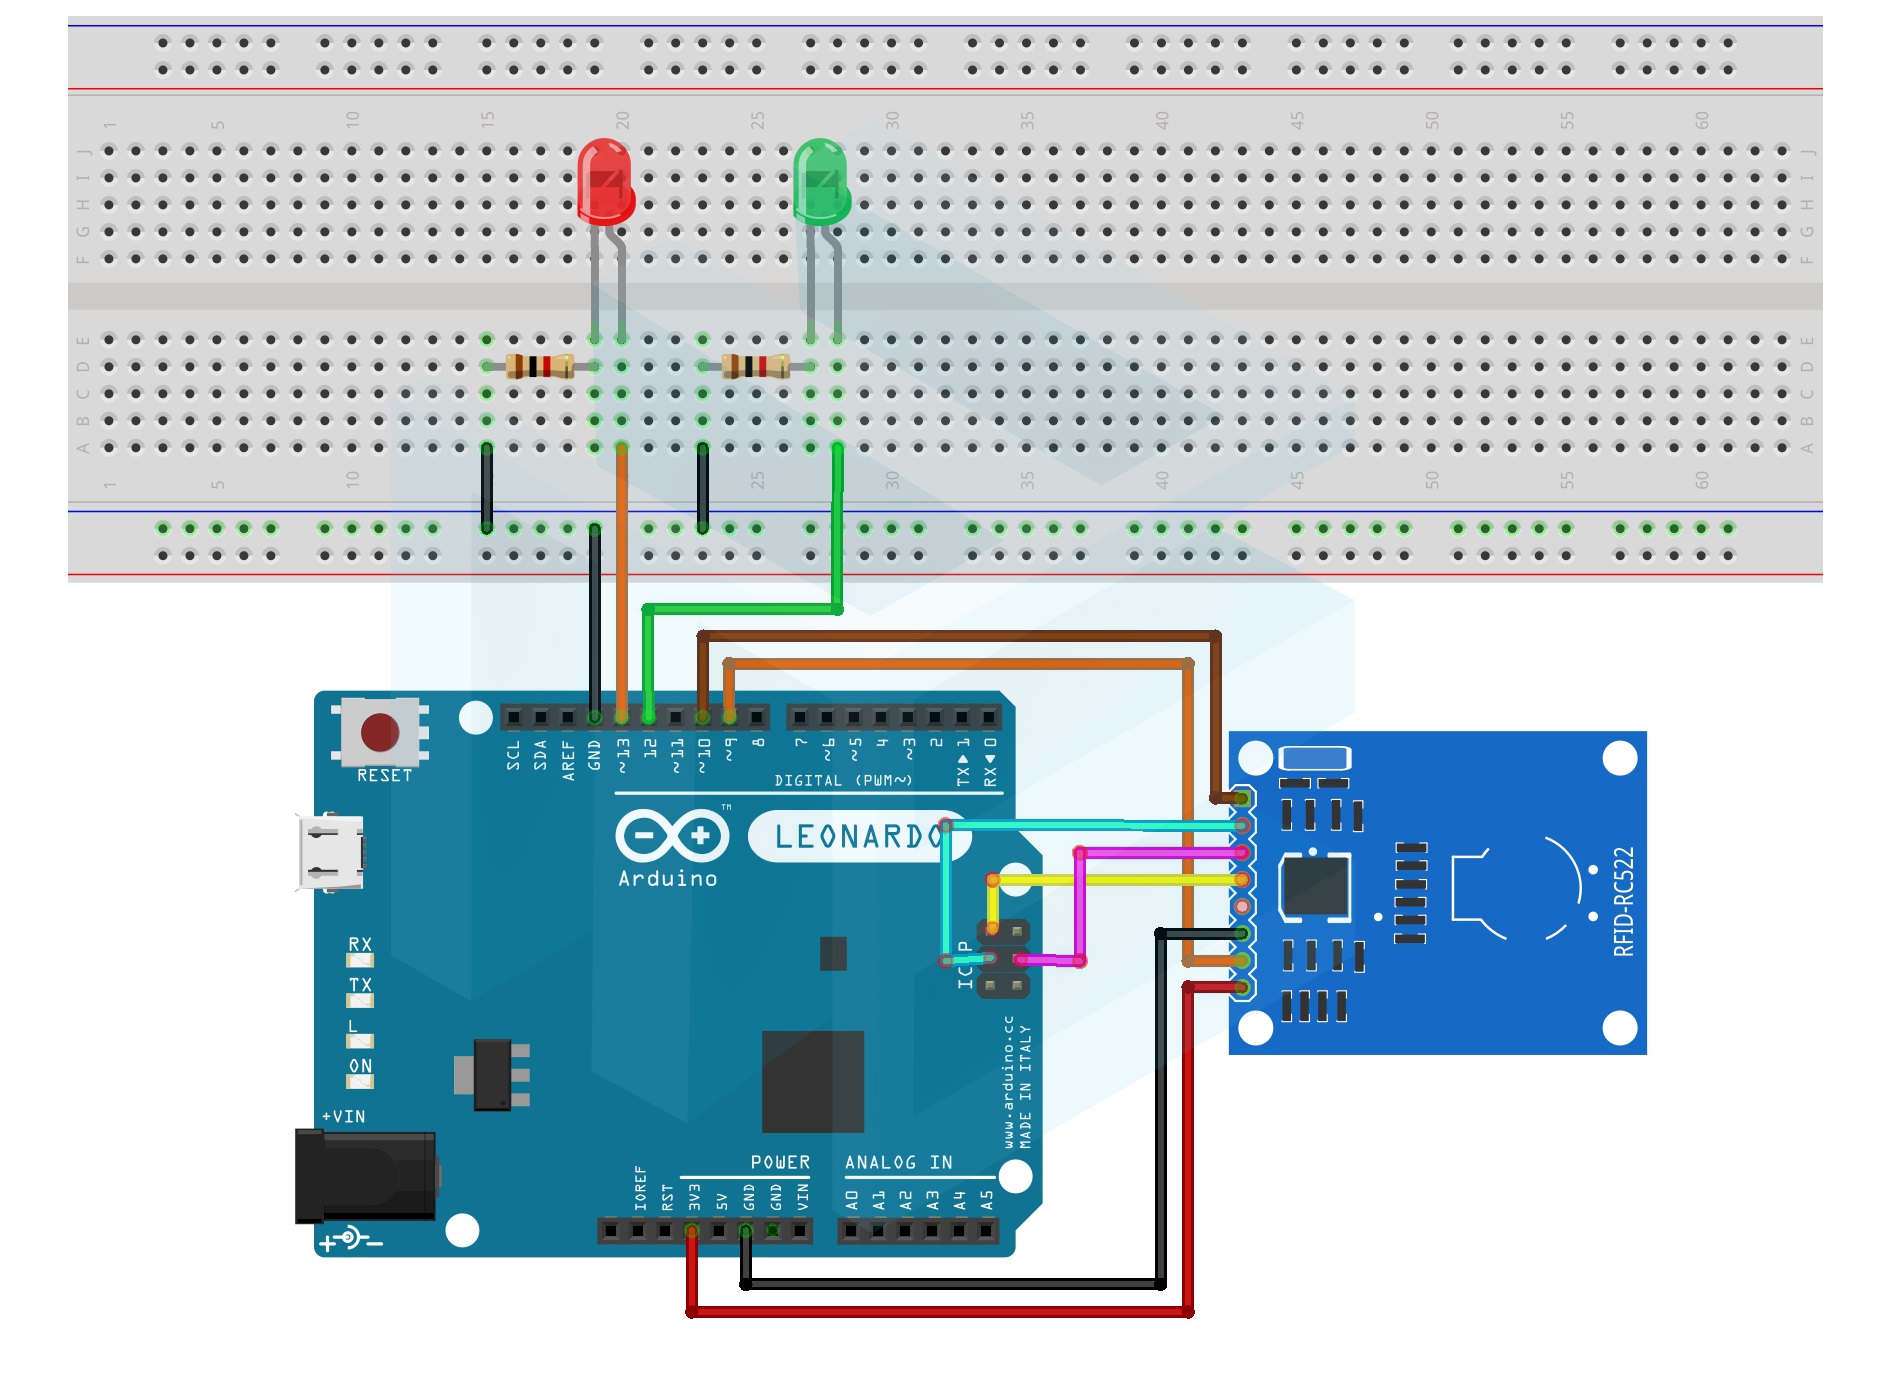 1 5 10 15 20 25 30 35 40 45 50 55 60
J J
I I
H H
G G
F F
E E
D D
C C
B B
A A
1 5 10 25 30 35 40 45 50 55 60
RESET
SCL SDA AREF GND ~13 12 ~11 ~10 ~9 8 7 ~6 ~5 4 ~3 2 TX▶1 RX◀0
DIGITAL (PWM~)
TM
LEONARDO
Arduino
RFID-RC522
RX
TX
L
ON
+VIN
www.arduino.cc
MADE IN ITALY
POWER
ANALOG IN
IOREF RST 3V3 5V GND GND VIN A0 A1 A2 A3 A4 A5
+ -